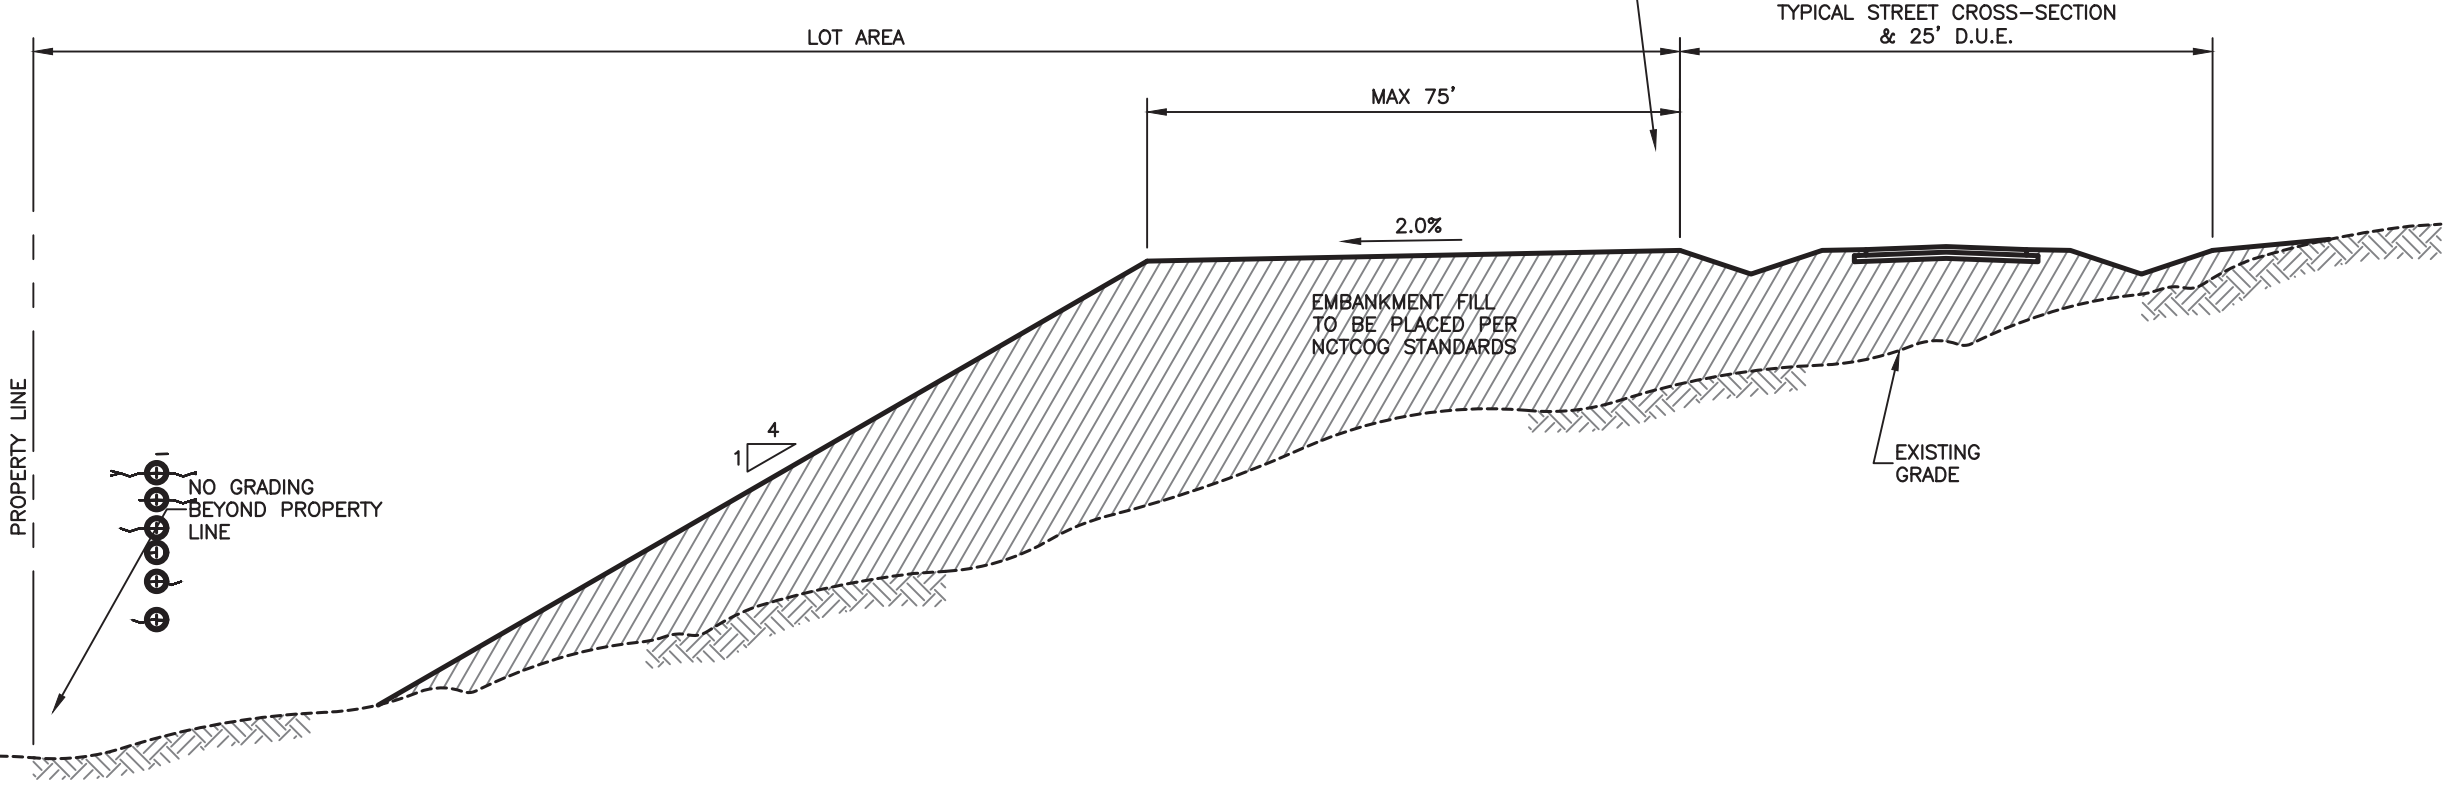 TYPICAL STREET CROSS-SECTION
& 25' D.U.E.
LOT AREA
MAX 75'
2.0%
EMBANKMENT FILL
TO BE PLACED PER
NCTCOG STANDARDS
4
1
EXISTING
GRADE
PROPERTY LINE
NO GRADING
BEYOND PROPERTY
LINE